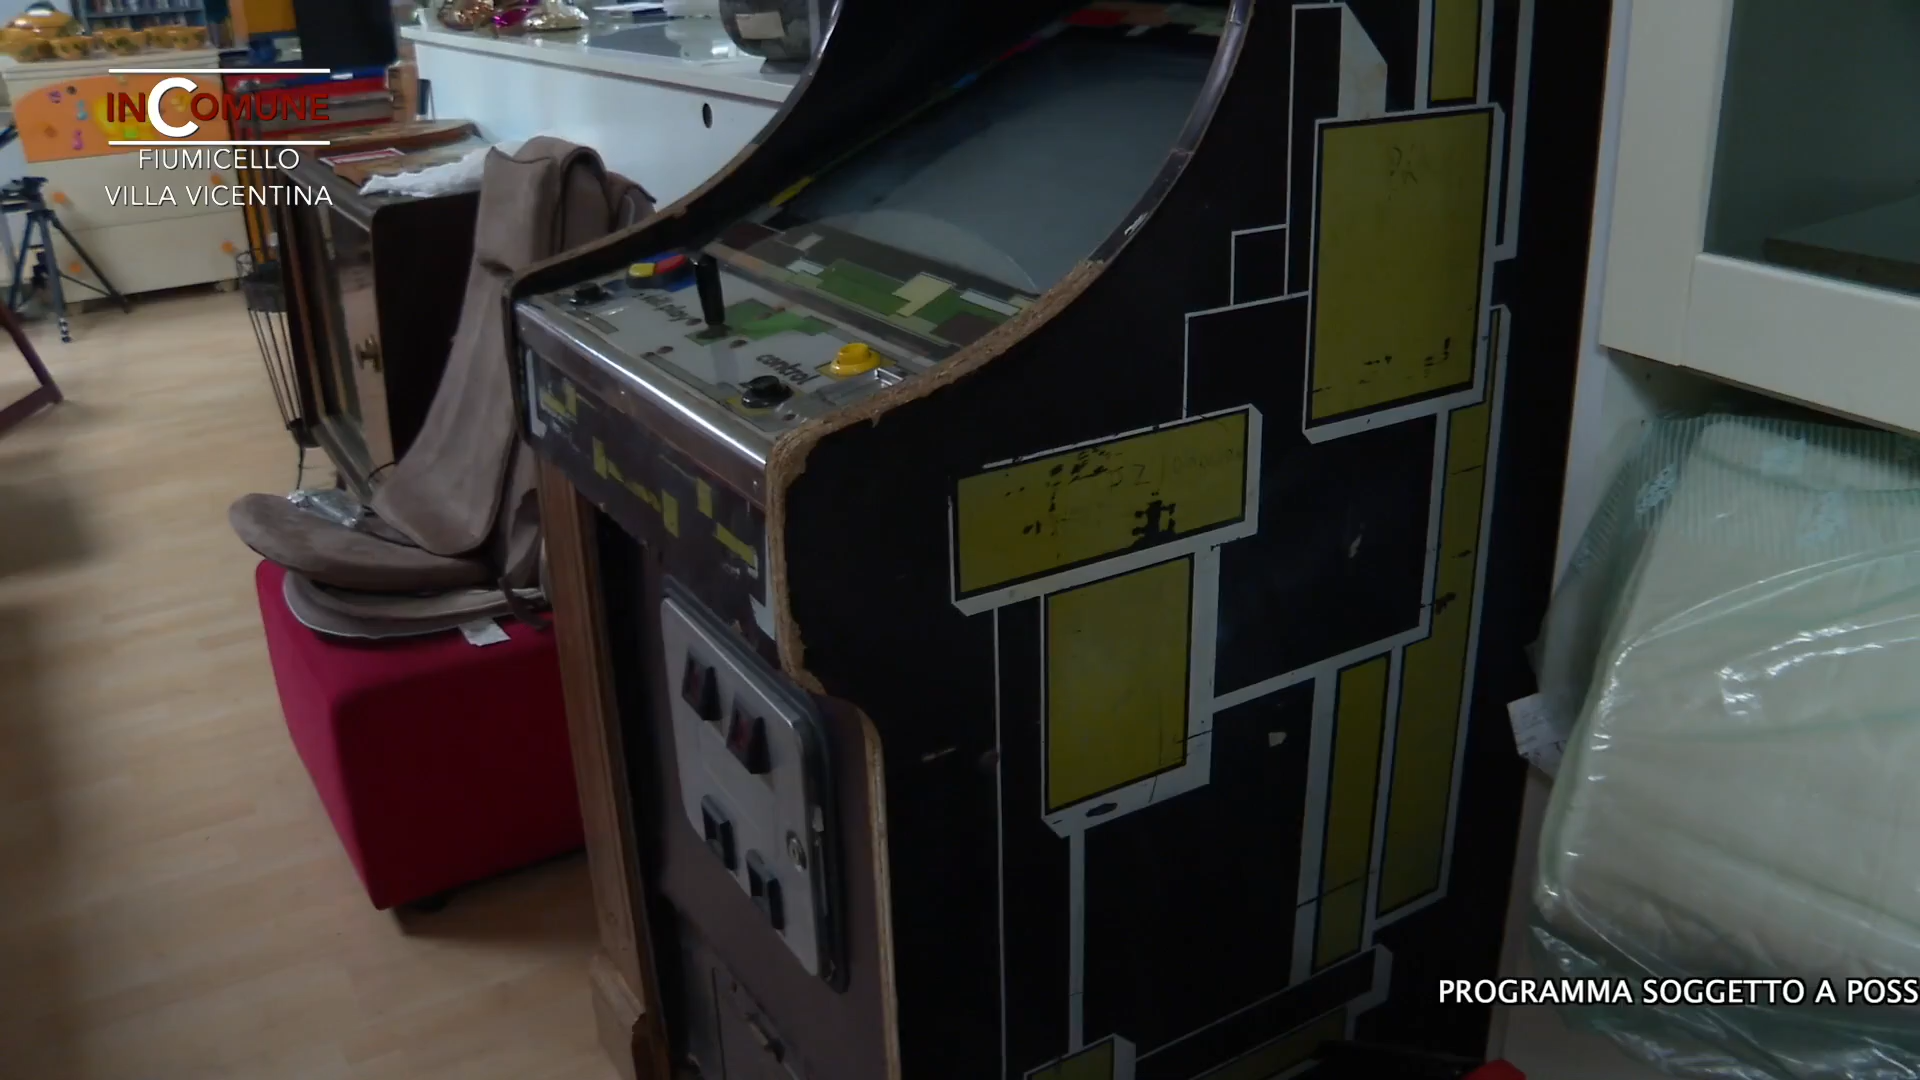 INCOMUNE
FIUMICELLO
VILLA VICENTINA
control
PROGRAMMA SOGGETTO A POSS